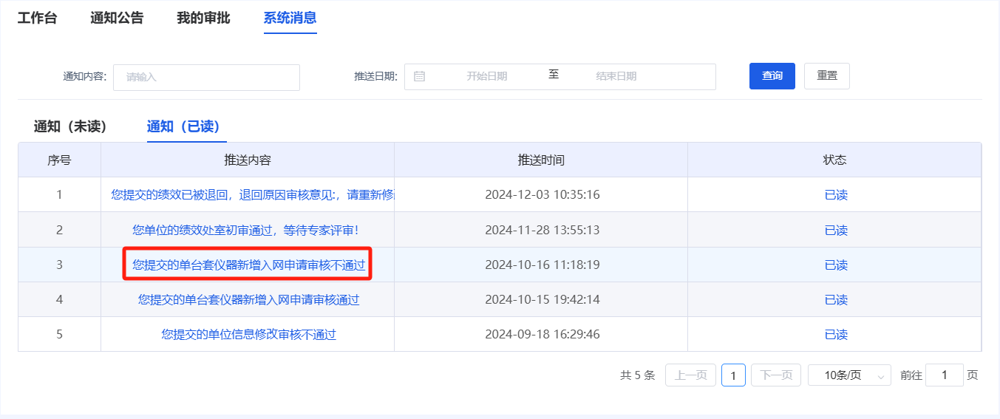 工作台 通知公告 我的审批 系统消息
通知内容: 请输入 推送日期: 开始日期 至 结束日期 查询 重置
通知（未读） 通知（已读）
序号 推送内容 推送时间 状态
1 您提交的绩效已被退回，退回原因审核意见:，请重新修 2024-12-03 10:35:16 已读
2 您单位的绩效处室初审通过，等待专家评审！ 2024-11-28 13:55:13 已读
3 您提交的单台套仪器新增入网申请审核不通过 2024-10-16 11:18:19 已读
4 您提交的单台套仪器新增入网申请审核通过 2024-10-15 19:42:14 已读
5 您提交的单位信息修改审核不通过 2024-09-18 16:29:46 已读
共 5 条 上一页 1 下一页 10条/页 前往 1 页